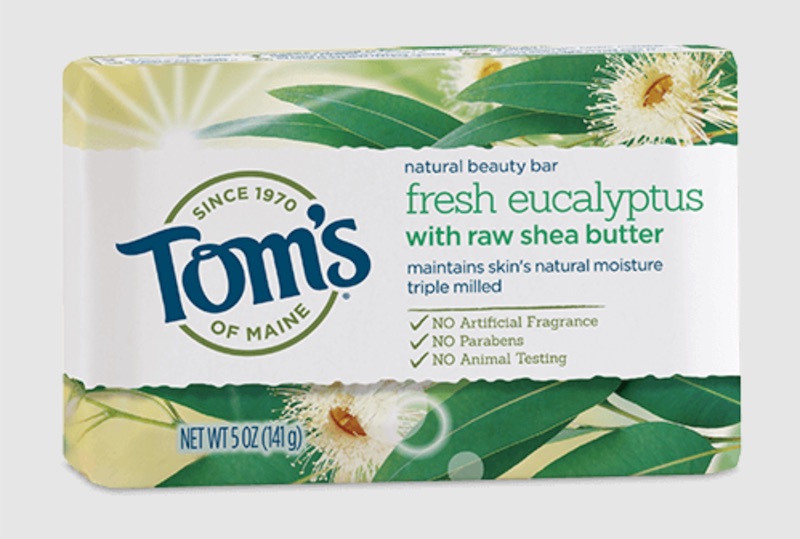 SINCE 1970
Tom's
OF MAINE
natural beauty bar
fresh eucalyptus
with raw shea butter
maintains skin's natural moisture
triple milled
✓ NO Artificial Fragrance
✓ NO Parabens
✓ NO Animal Testing
NET WT 5 OZ (141 g)